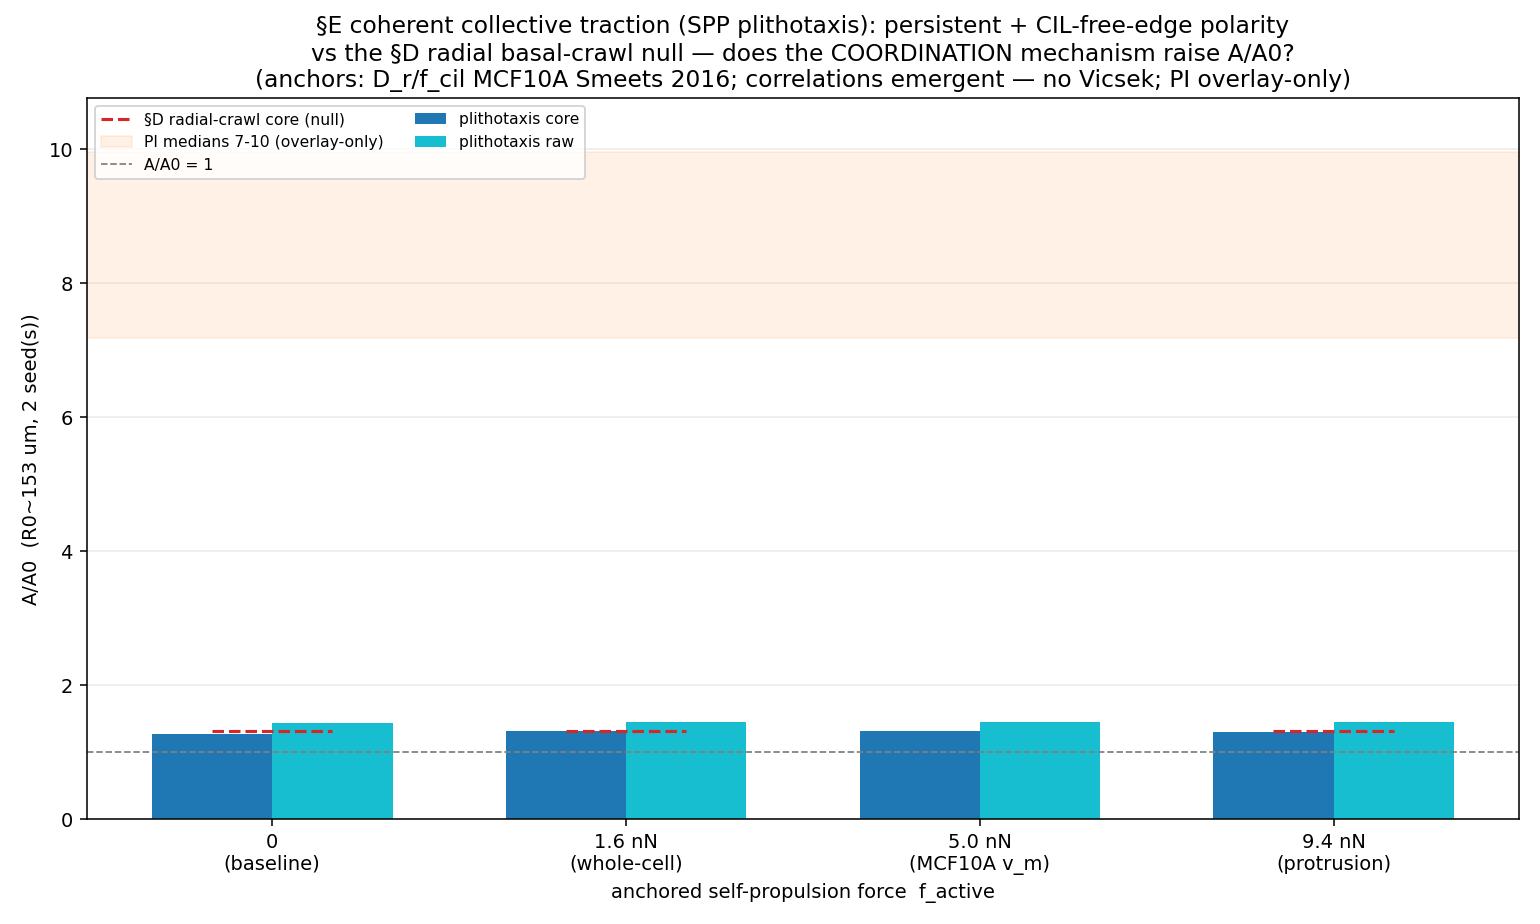 §E coherent collective traction (SPP plithotaxis): persistent + CIL-free-edge polarity
vs the §D radial basal-crawl null — does the COORDINATION mechanism raise A/A0?
(anchors: D_r/f_cil MCF10A Smeets 2016; correlations emergent — no Vicsek; PI overlay-only)
§D radial-crawl core (null)
PI medians 7-10 (overlay-only)
A/A0 = 1
plithotaxis core
plithotaxis raw
A/A0  (R0~153 um, 2 seed(s))
10
8
6
4
2
0
0
(baseline)
1.6 nN
(whole-cell)
5.0 nN
(MCF10A v_m)
9.4 nN
(protrusion)
anchored self-propulsion force  f_active